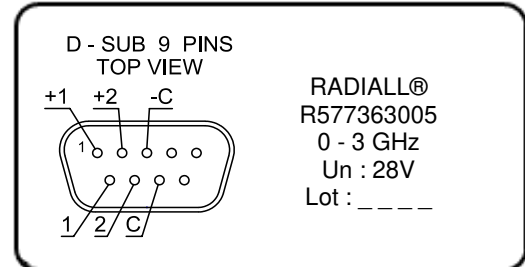 D - SUB 9 PINS
TOP VIEW
+1 +2 -C
1
1 2 C
RADIALL®
R577363005
0 - 3 GHz
Un : 28V
Lot : _ _ _ _